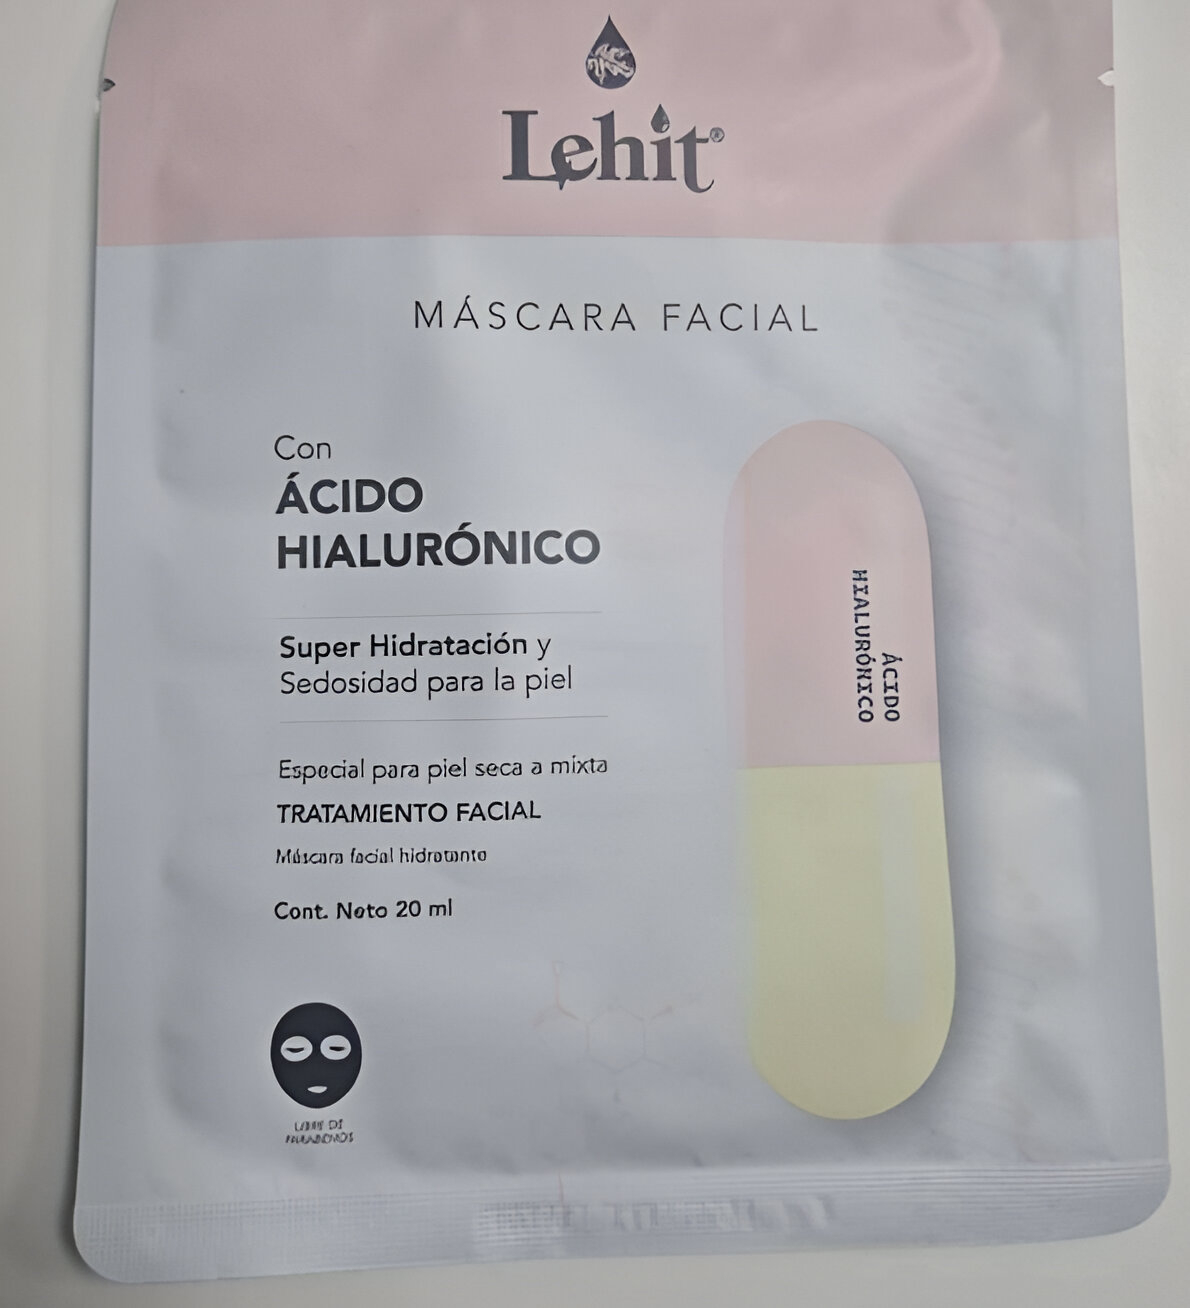 Lehit®
MÁSCARA FACIAL
Con
ÁCIDO
HIALURÓNICO
Super Hidratación y
Sedosidad para la piel
Especial para piel seca a mixta
TRATAMIENTO FACIAL
Máscara facial hidratante
Cont. Neto 20 ml
ÁCIDO
HIALURÓNICO